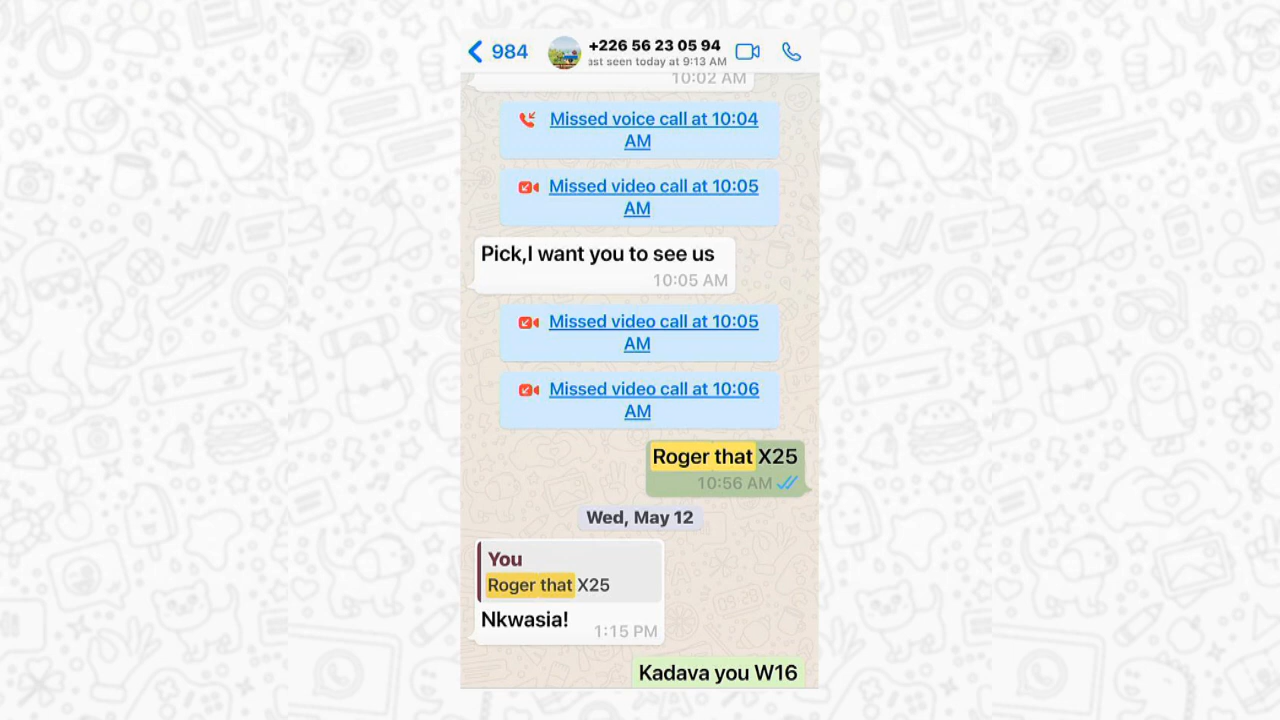 984
+226 56 23 05 94
ast seen today at 9:13 AM
10:02 AM
Missed voice call at 10:04
AM
Missed video call at 10:05
AM
Pick,I want you to see us
10:05 AM
Missed video call at 10:05
AM
Missed video call at 10:06
AM
Roger that X25
10:56 AM
Wed, May 12
You
Roger that X25
Nkwasia!
1:15 PM
Kadava you W16